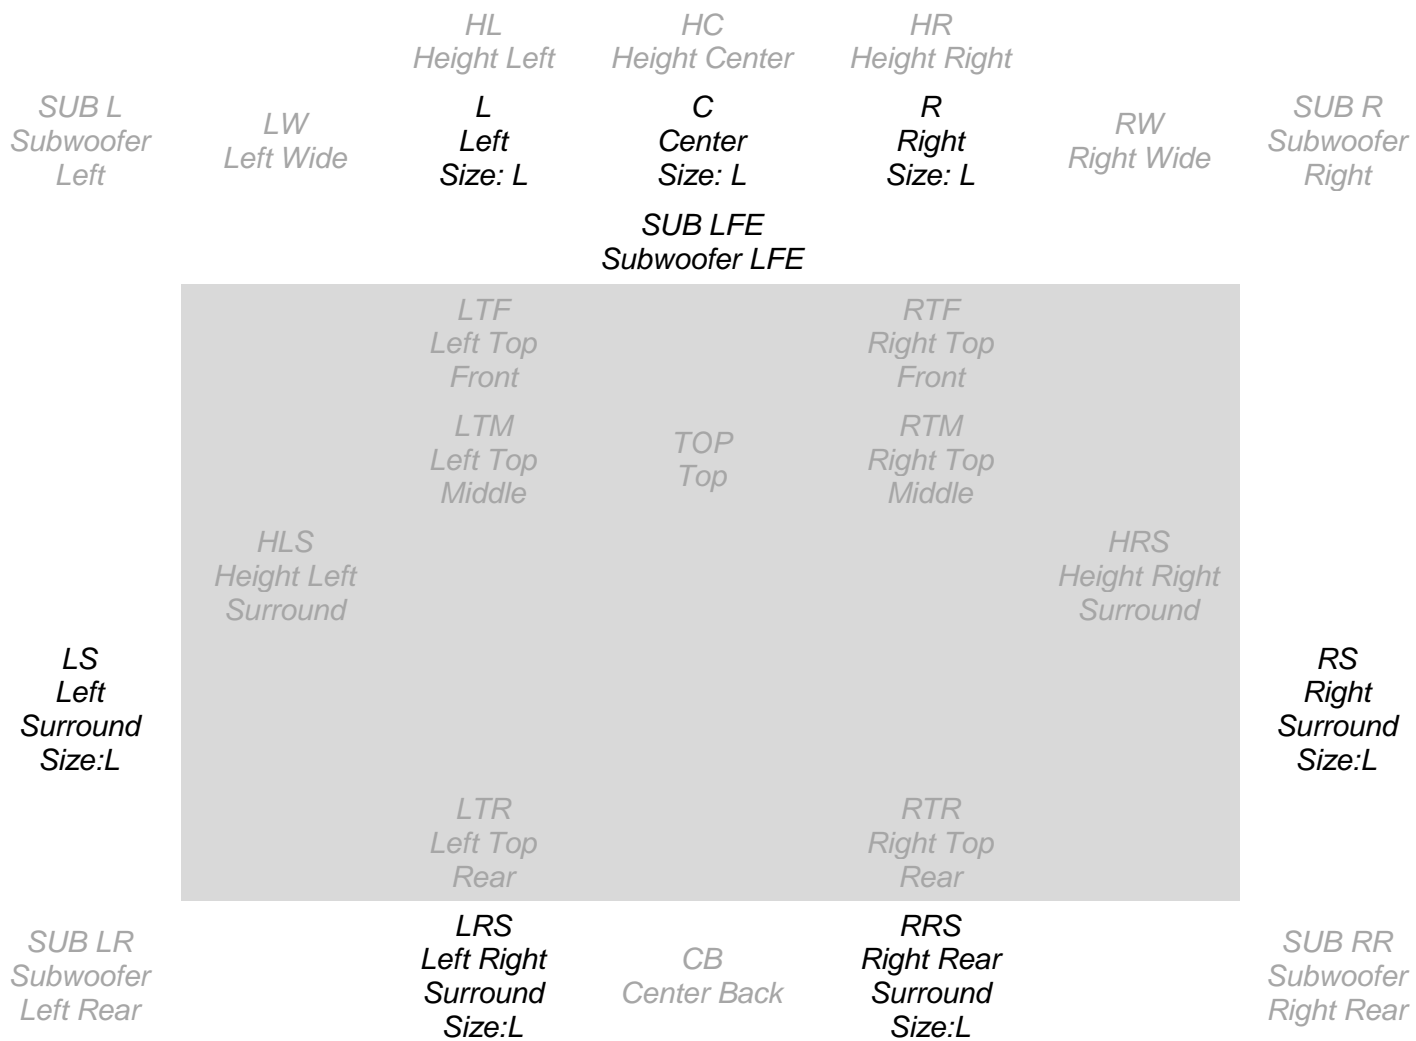 HL
Height Left
HC
Height Center
HR
Height Right
SUB L
Subwoofer
Left
LW
Left Wide
L
Left
Size: L
C
Center
Size: L
R
Right
Size: L
RW
Right Wide
SUB R
Subwoofer
Right
SUB LFE
Subwoofer LFE
LTF
Left Top
Front
RTF
Right Top
Front
LTM
Left Top
Middle
TOP
Top
RTM
Right Top
Middle
HLS
Height Left
Surround
HRS
Height Right
Surround
LS
Left
Surround
Size:L
RS
Right
Surround
Size:L
LTR
Left Top
Rear
RTR
Right Top
Rear
SUB LR
Subwoofer
Left Rear
LRS
Left Right
Surround
Size:L
CB
Center Back
RRS
Right Rear
Surround
Size:L
SUB RR
Subwoofer
Right Rear